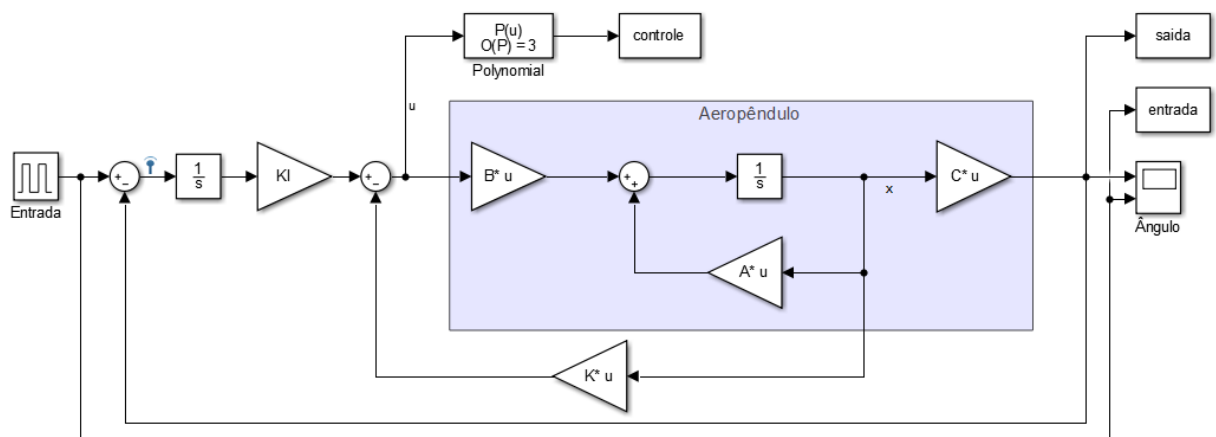 P(u)
O(P) = 3
Polynomial
controle
saida
u
Aeropêndulo
entrada
Entrada
+
−
1
s
KI
+
−
B* u
+
+
1
s
x
C* u
Ângulo
A* u
K* u